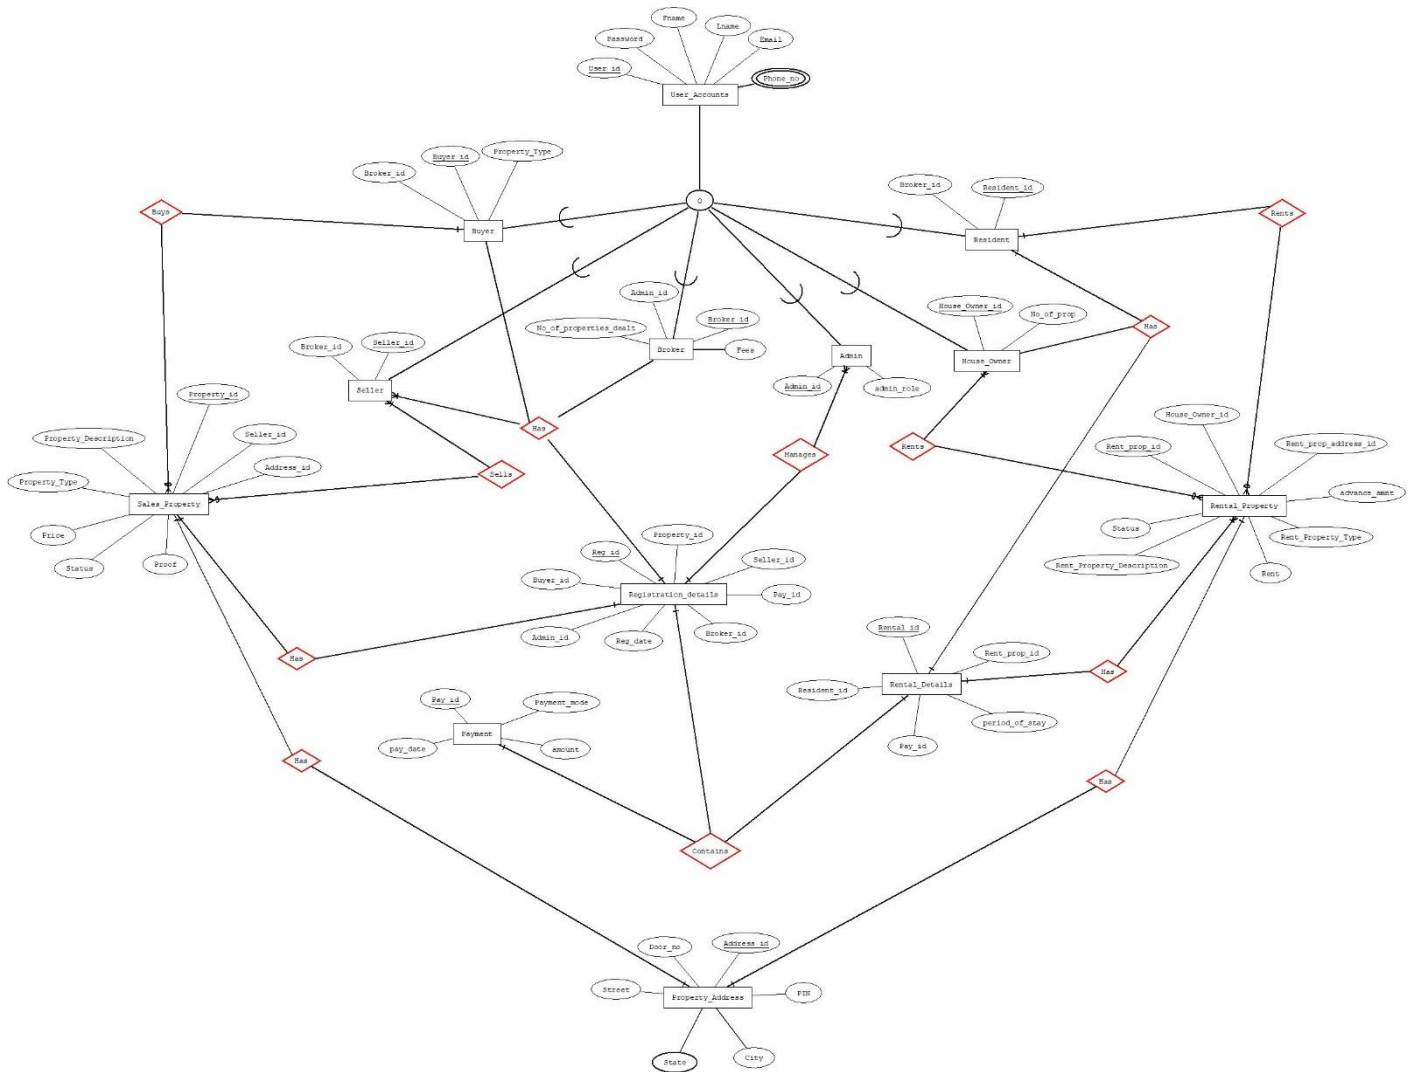 Fname
Lname
Password
Email
User_id
Phone_no
User_Accounts
Buyer_id
Property_Type
Broker_id
O
Broker_id
Resident_id
Buys
Buyer
Resident
Rents
Admin_id
House_Owner_id
No_of_prop
No_of_properties_dealt
Broker_id
Has
Broker_id
Seller_id
Broker
Fees
Admin
House_Owner
Seller
Admin_id
admin_role
Property_id
House_Owner_id
Has
Property_Description
Seller_id
Manages
Rents
Rent_prop_id
Rent_prop_address_id
Address_id
Sells
Property_Type
advance_amnt
Sales_Property
Rental_Property
Price
Status
Rent_Property_Type
Property_id
Status
Proof
Reg_id
Seller_id
Rent_Property_Description
Rent
Buyer_id
Registration_details
Pay_id
Admin_id
Reg_date
Broker_id
Rental_id
Has
Rent_prop_id
Has
Resident_id
Rental_Details
Pay_id
Payment_mode
period_of_stay
Payment
pay_date
amount
Pay_id
Has
Has
Contains
Door_no
Address_id
Street
Property_Address
PIN
State
City